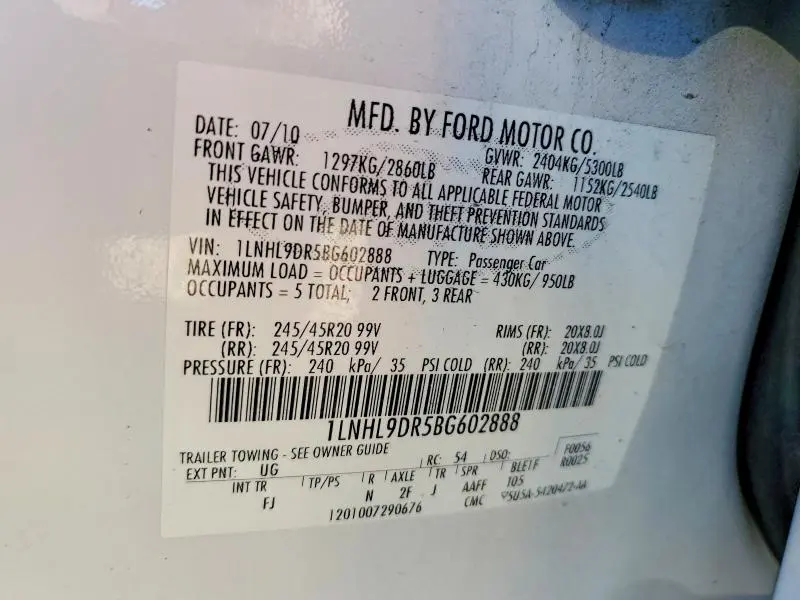 MFD. BY FORD MOTOR CO.
DATE: 07/10 GVWR: 2404KG/5300LB
FRONT GAWR: 1297KG/2860LB REAR GAWR: 1152KG/2540LB
THIS VEHICLE CONFORMS TO ALL APPLICABLE FEDERAL MOTOR
VEHICLE SAFETY, BUMPER, AND THEFT PREVENTION STANDARDS
IN EFFECT ON THE DATE OF MANUFACTURE SHOWN ABOVE.
VIN: 1LNHL9DR5BG602888 TYPE: Passenger Car
MAXIMUM LOAD = OCCUPANTS + LUGGAGE = 430KG/ 950LB
OCCUPANTS = 5 TOTAL; 2 FRONT, 3 REAR
TIRE (FR): 245/45R20 99V RIMS (FR): 20X8.0J
(RR): 245/45R20 99V (RR): 20X8.0J
PRESSURE (FR): 240 kPa/ 35 PSI COLD (RR): 240 kPa/ 35 PSI COLD
1LNHL9DR5BG602888
TRAILER TOWING - SEE OWNER GUIDE F0056
EXT PNT: UG RC: 54 DSO: R0025
INT TR TP/PS R AXLE TR SPR
FJ N 2F J AAFF 105
1201007290676 CMC